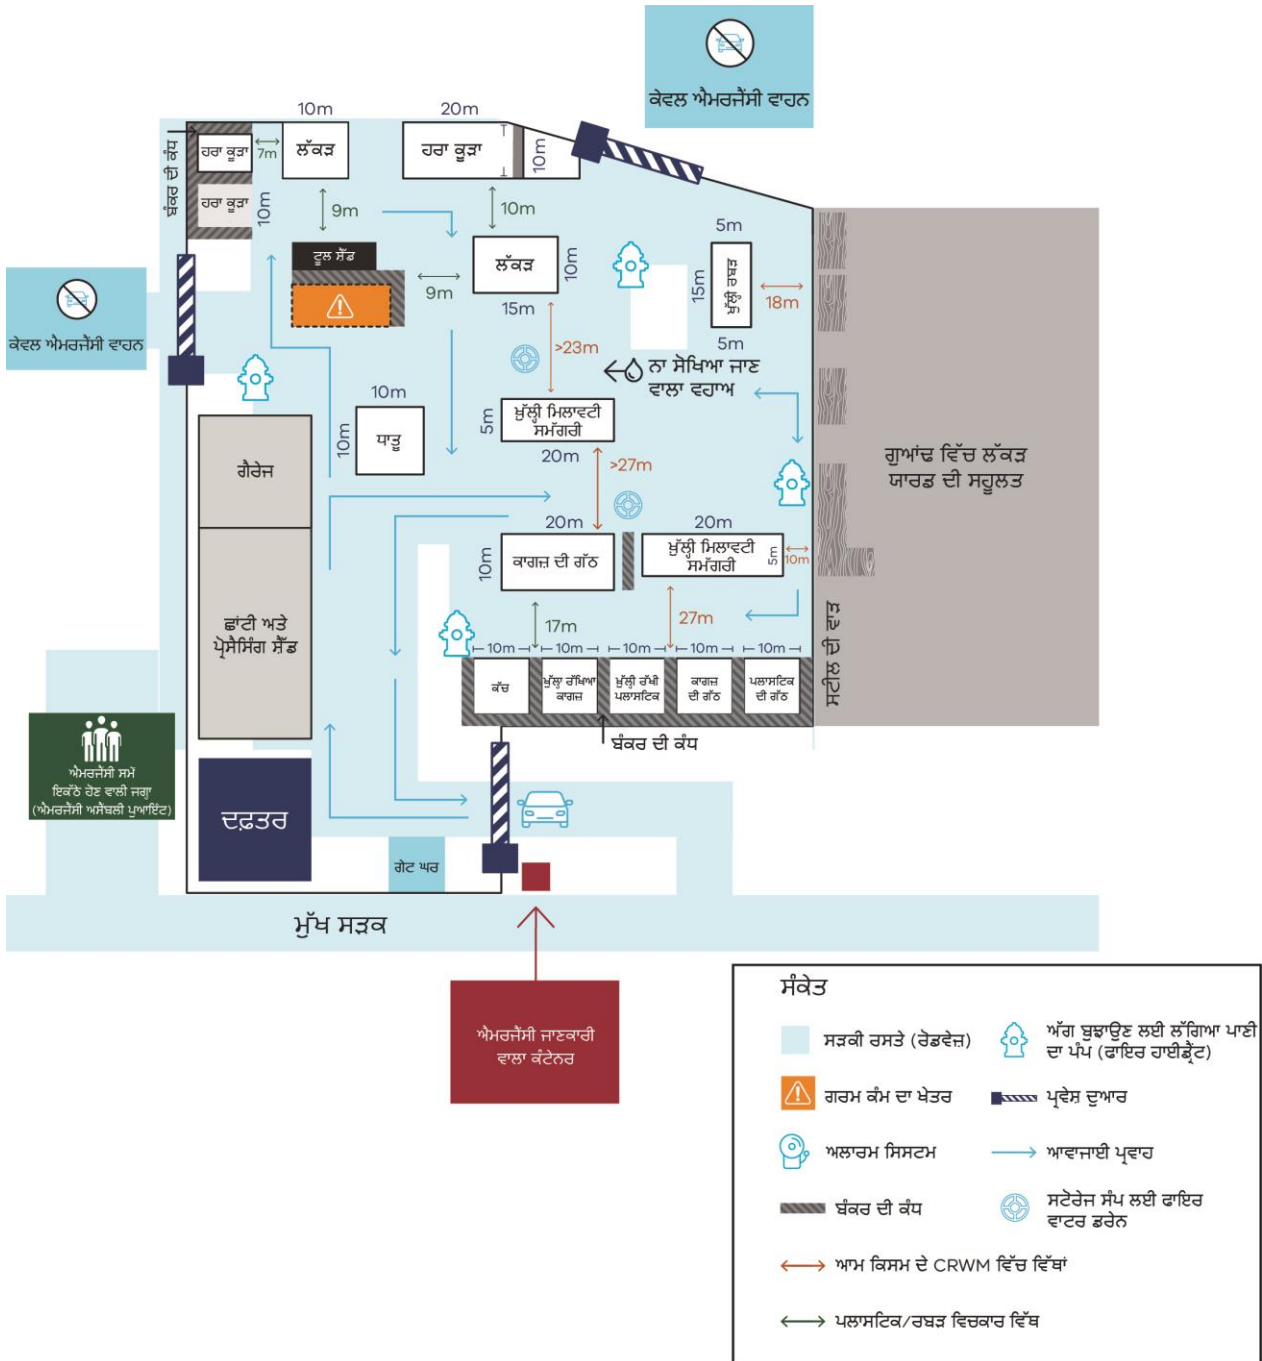 ਕੇਵਲ ਐਮਰਜੈਂਸੀ ਵਾਹਨ
10m
20m
ਬੰਕਰ ਦੀ ਕੰਧ
ਹਰਾ ਕੂੜਾ
7m
ਲੱਕੜ
ਹਰਾ ਕੂੜਾ
10m
ਹਰਾ ਕੂੜਾ
10m
9m
10m
ਟੂਲ ਸ਼ੈੱਡ
9m
ਲੱਕੜ
10m
15m
5m
15m
ਖੁੱਲ੍ਹੀ ਰਬੜ
18m
5m
ਕੇਵਲ ਐਮਰਜੈਂਸੀ ਵਾਹਨ
>23m
ਨਾ ਸੋਖਿਆ ਜਾਣ
ਵਾਲਾ ਵਹਾਅ
10m
10m
ਧਾਤੂ
5m
ਖੁੱਲ੍ਹੀ ਮਿਲਾਵਟੀ
ਸਮੱਗਰੀ
20m
>27m
ਗੈਰੇਜ
ਗੁਆਂਢ ਵਿੱਚ ਲੱਕੜ
ਯਾਰਡ ਦੀ ਸਹੂਲਤ
20m
20m
10m
ਕਾਗਜ਼ ਦੀ ਗੱਠ
ਖੁੱਲ੍ਹੀ ਮਿਲਾਵਟੀ
ਸਮੱਗਰੀ
5m
10m
ਛਾਂਟੀ ਅਤੇ
ਪ੍ਰੋਸੈਸਿੰਗ ਸ਼ੈੱਡ
17m
27m
ਸਟੀਲ ਦੀ ਵਾੜ
10m
10m
10m
10m
10m
ਕੱਚ
ਖੁੱਲ੍ਹਾ ਰੱਖਿਆ
ਕਾਗਜ਼
ਖੁੱਲ੍ਹੀ ਰੱਖੀ
ਪਲਾਸਟਿਕ
ਕਾਗਜ਼
ਦੀ ਗੱਠ
ਪਲਾਸਟਿਕ
ਦੀ ਗੱਠ
ਬੰਕਰ ਦੀ ਕੰਧ
ਐਮਰਜੈਂਸੀ ਸਮੇਂ
ਇਕੱਠੇ ਹੋਣ ਵਾਲੀ ਜਗ੍ਹਾ
(ਐਮਰਜੈਂਸੀ ਅਸੈਂਬਲੀ ਪੁਆਇੰਟ)
ਦਫ਼ਤਰ
ਗੇਟ ਘਰ
ਮੁੱਖ ਸੜਕ
ਐਮਰਜੈਂਸੀ ਜਾਣਕਾਰੀ
ਵਾਲਾ ਕੰਟੇਨਰ
ਸੰਕੇਤ
ਸੜਕੀ ਰਸਤੇ (ਰੋਡਵੇਜ਼)
ਅੱਗ ਬੁਝਾਉਣ ਲਈ ਲੱਗਿਆ ਪਾਣੀ
ਦਾ ਪੰਪ (ਫਾਇਰ ਹਾਈਡ੍ਰੈਂਟ)
ਗਰਮ ਕੰਮ ਦਾ ਖੇਤਰ
ਪ੍ਰਵੇਸ਼ ਦੁਆਰ
ਅਲਾਰਮ ਸਿਸਟਮ
ਆਵਾਜਾਈ ਪ੍ਰਵਾਹ
ਬੰਕਰ ਦੀ ਕੰਧ
ਸਟੋਰੇਜ ਸੰਪ ਲਈ ਫਾਇਰ
ਵਾਟਰ ਡਰੇਨ
ਆਮ ਕਿਸਮ ਦੇ CRWM ਵਿੱਚ ਵਿੱਥਾਂ
ਪਲਾਸਟਿਕ/ਰਬੜ ਵਿਚਕਾਰ ਵਿੱਥ